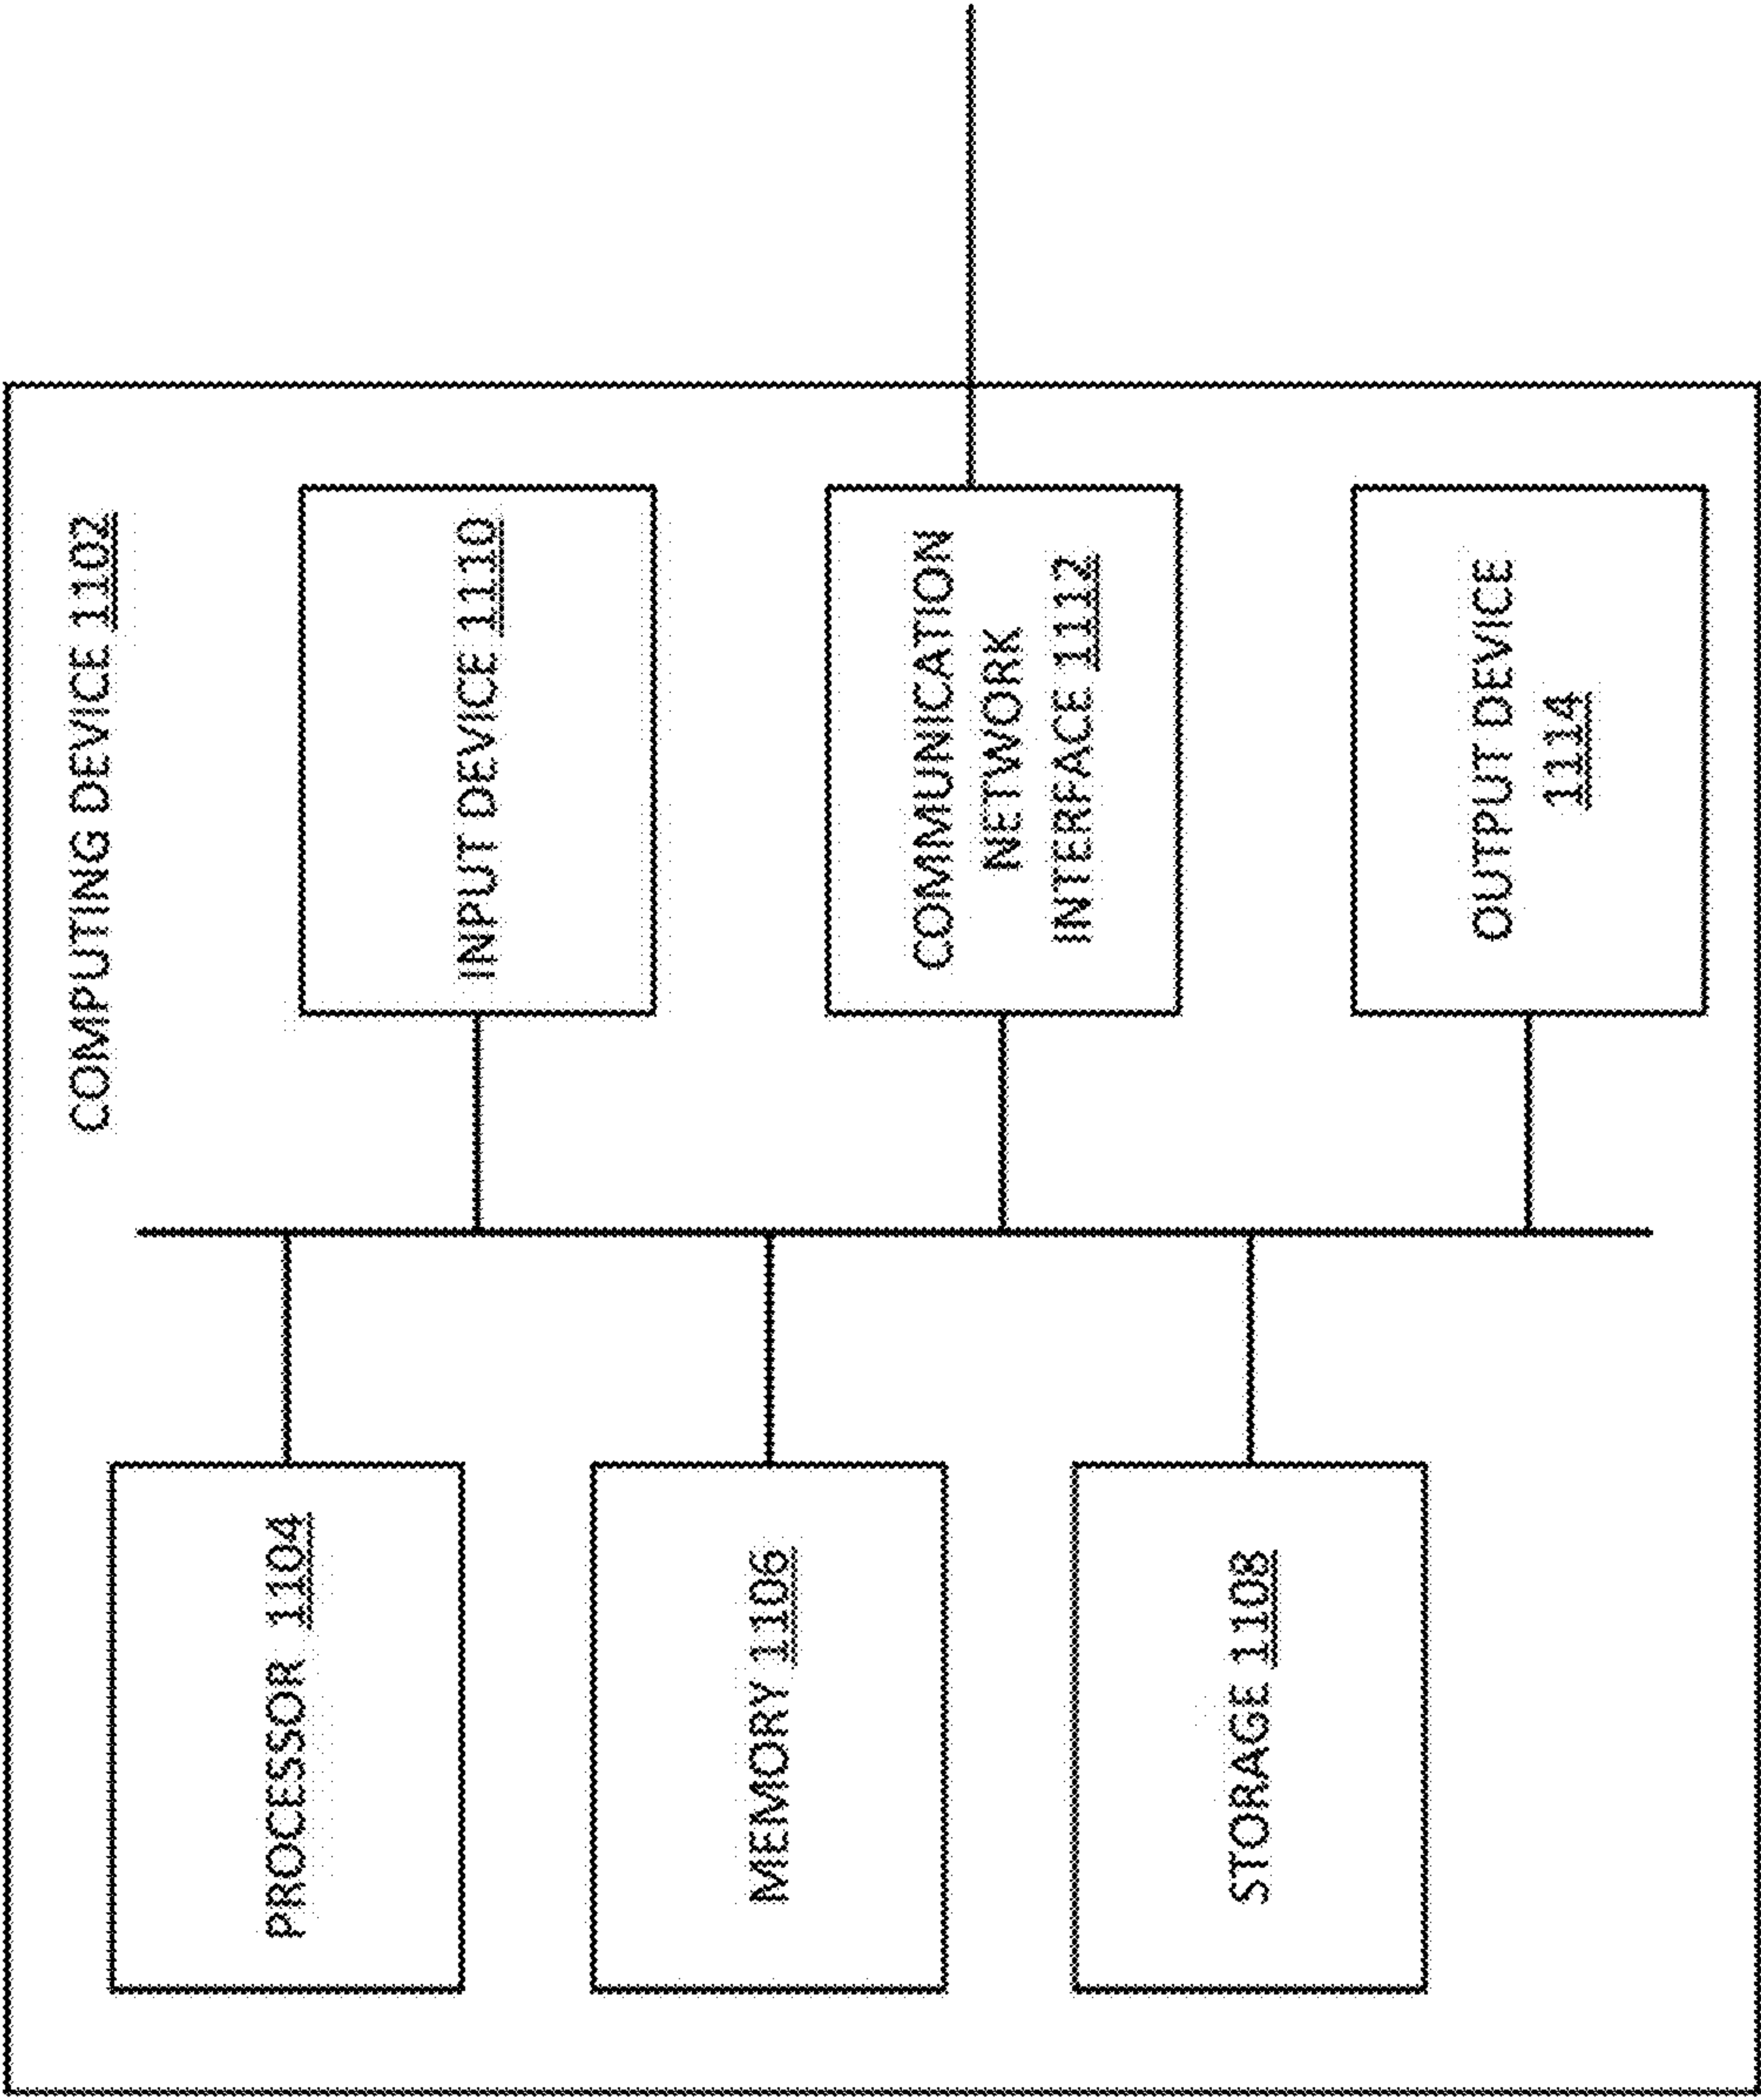 COMPUTING DEVICE 1102
PROCESSOR 1104
INPUT DEVICE 1110
MEMORY 1106
COMMUNICATION
NETWORK
INTERFACE 1112
STORAGE 1108
OUTPUT DEVICE
1114